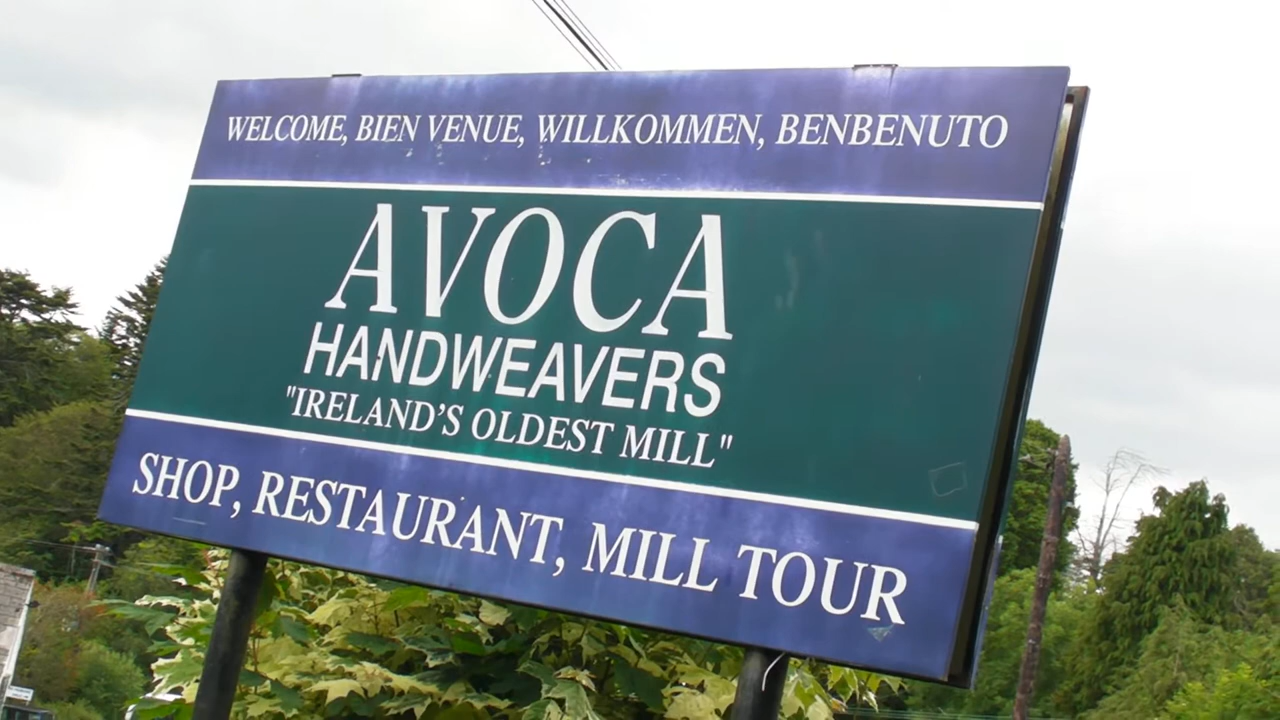 WELCOME, BIEN VENUE, WILLKOMMEN, BENBENUTO
AVOCA
HANDWEAVERS
"IRELAND'S OLDEST MILL"
SHOP, RESTAURANT, MILL TOUR